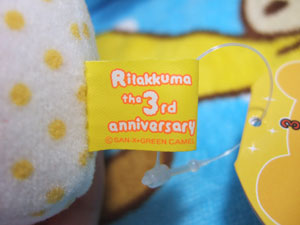 Rilakkuma
the 3rd
anniversary
© SAN-X•GREEN CAMEL